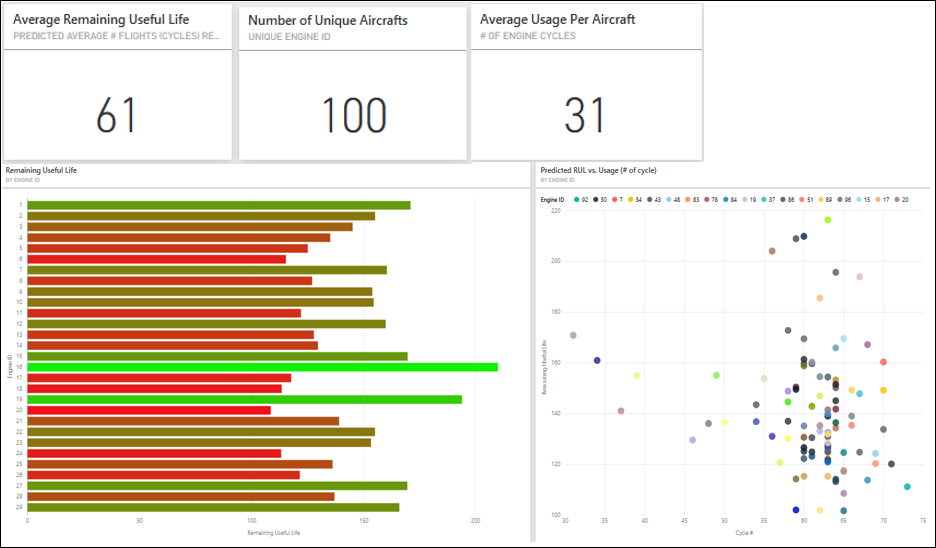 Average Remaining Useful Life
PREDICTED AVERAGE # FLIGHTS (CYCLES) RE...
61
Number of Unique Aircrafts
UNIQUE ENGINE ID
100
Average Usage Per Aircraft
# OF ENGINE CYCLES
31
Remaining Useful Life
BY ENGINE ID
Engine ID
1
2
3
4
5
6
7
8
9
10
11
12
13
14
15
16
17
18
19
20
21
22
23
24
25
26
27
28
29
0 50 100 150 200
Remaining Useful Life
Predicted RUL vs. Usage (# of cycle)
BY ENGINE ID
Engine ID 92 30 7 34 43 48 83 78 84 19 37 86 51 89 96 15 17 20
Remaining Useful Life
220
200
180
160
140
120
100
30 35 40 45 50 55 60 65 70 75
Cycle #